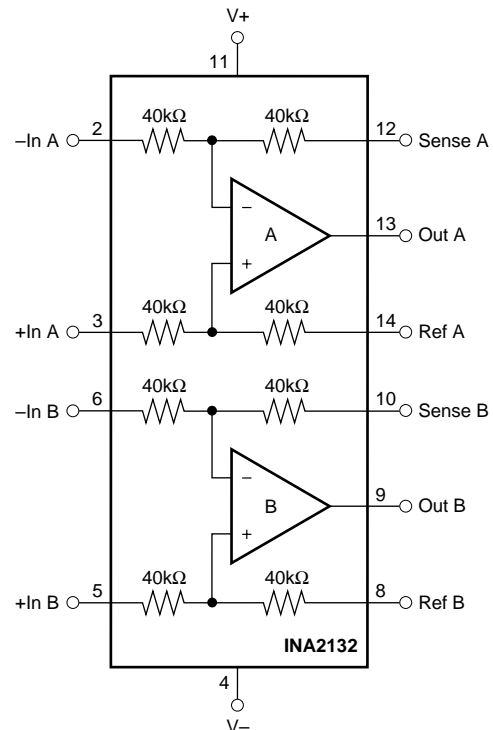 V+
11
40kΩ 40kΩ
–In A 2 12 Sense A
–
A 13 Out A
+
40kΩ 40kΩ
+In A 3 14 Ref A
40kΩ 40kΩ
–In B 6 10 Sense B
–
B 9 Out B
+
40kΩ 40kΩ
+In B 5 8 Ref B
INA2132
4
V–